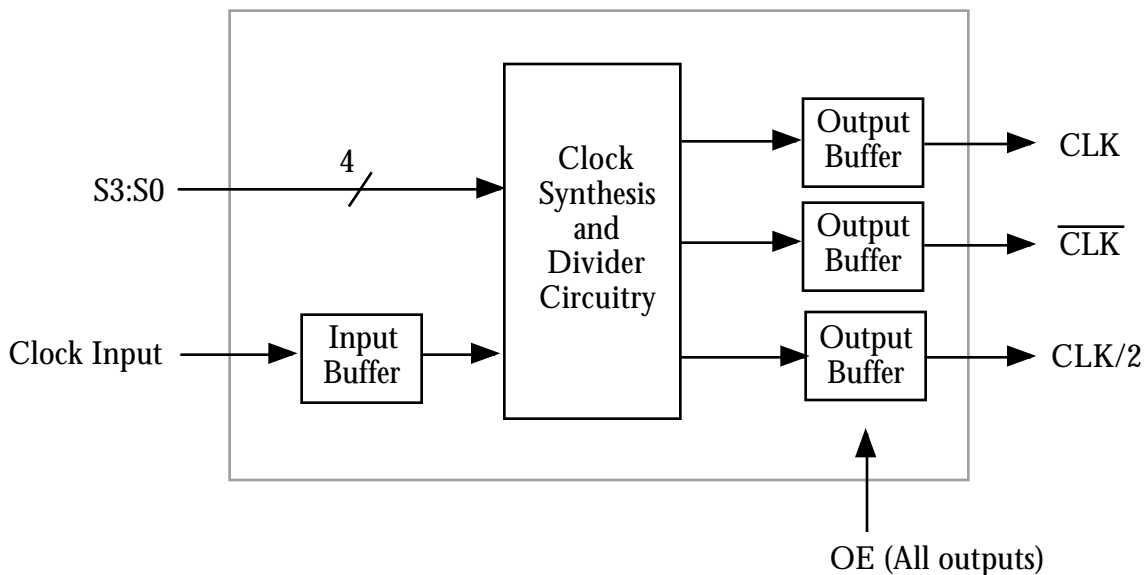 S3:S0
4
Clock Input
Input
Buffer
Clock
Synthesis
and
Divider
Circuitry
Output
Buffer
CLK
Output
Buffer
C̅L̅K̅
Output
Buffer
CLK/2
OE (All outputs)